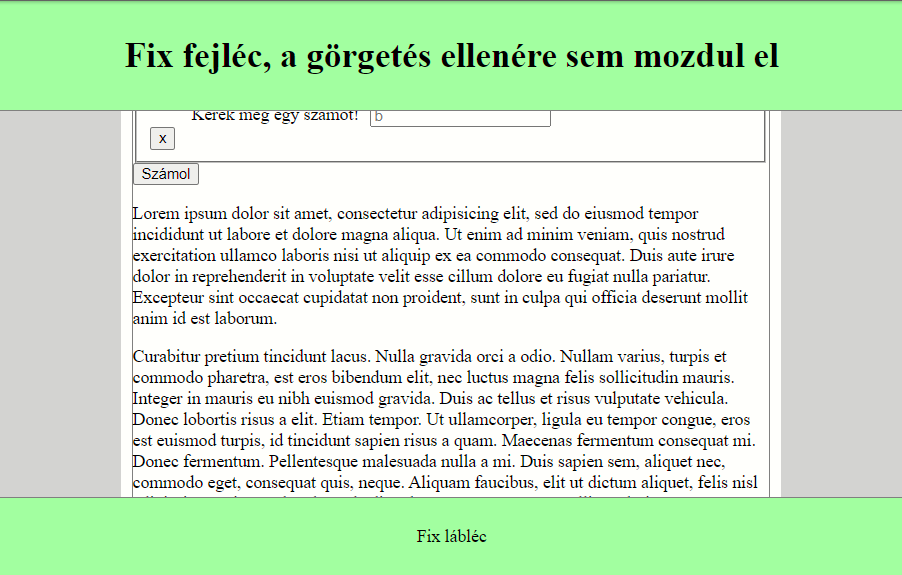 Fix fejléc, a görgetés ellenére sem mozdul el
Kérek még egy számot! b
x
Számol
Lorem ipsum dolor sit amet, consectetur adipisicing elit, sed do eiusmod tempor
incididunt ut labore et dolore magna aliqua. Ut enim ad minim veniam, quis nostrud
exercitation ullamco laboris nisi ut aliquip ex ea commodo consequat. Duis aute irure
dolor in reprehenderit in voluptate velit esse cillum dolore eu fugiat nulla pariatur.
Excepteur sint occaecat cupidatat non proident, sunt in culpa qui officia deserunt mollit
anim id est laborum.
Curabitur pretium tincidunt lacus. Nulla gravida orci a odio. Nullam varius, turpis et
commodo pharetra, est eros bibendum elit, nec luctus magna felis sollicitudin mauris.
Integer in mauris eu nibh euismod gravida. Duis ac tellus et risus vulputate vehicula.
Donec lobortis risus a elit. Etiam tempor. Ut ullamcorper, ligula eu tempor congue, eros
est euismod turpis, id tincidunt sapien risus a quam. Maecenas fermentum consequat mi.
Donec fermentum. Pellentesque malesuada nulla a mi. Duis sapien sem, aliquet nec,
commodo eget, consequat quis, neque. Aliquam faucibus, elit ut dictum aliquet, felis nisl
Fix lábléc